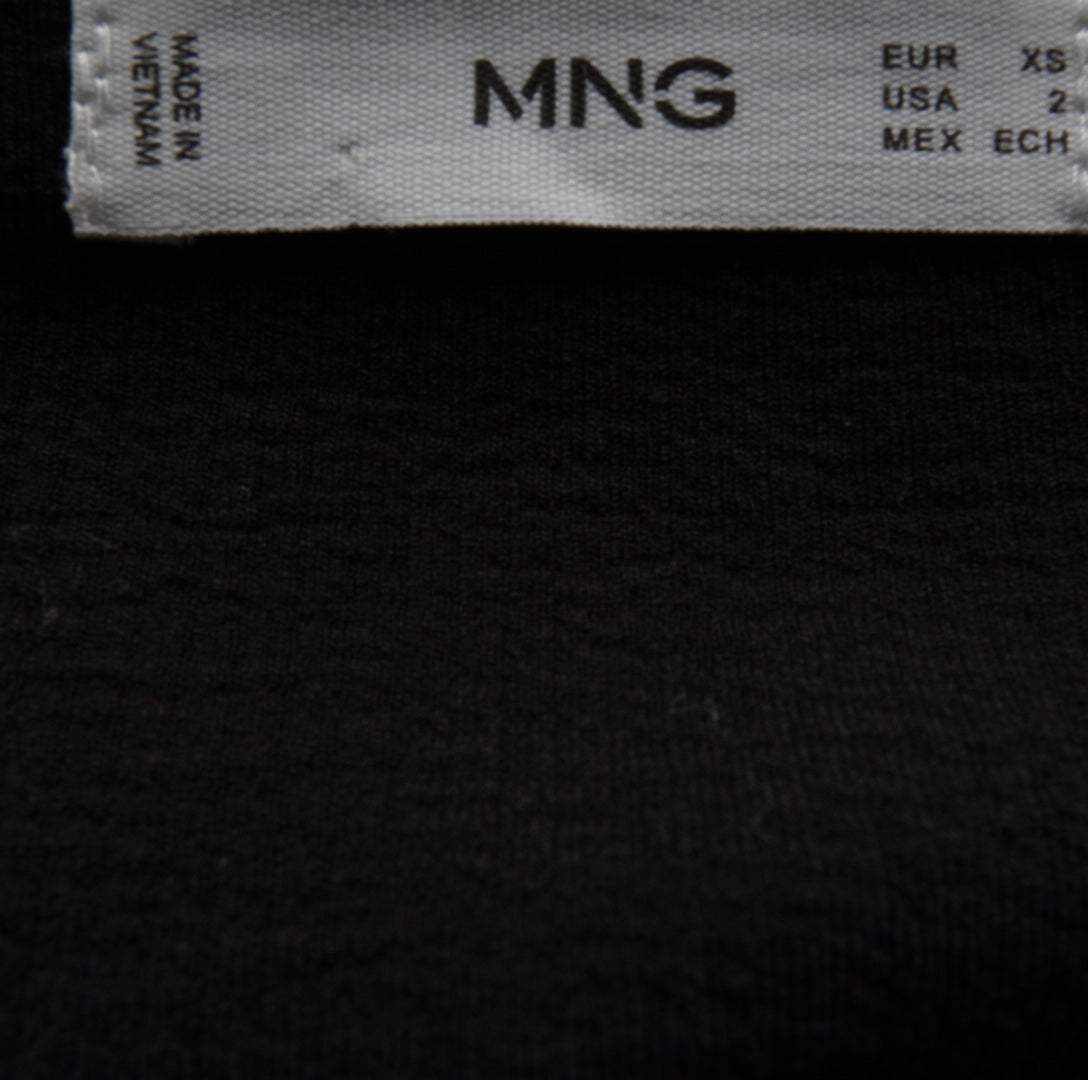 MADE IN
VIETNAM
MNG
EUR XS
USA 2
MEX ECH